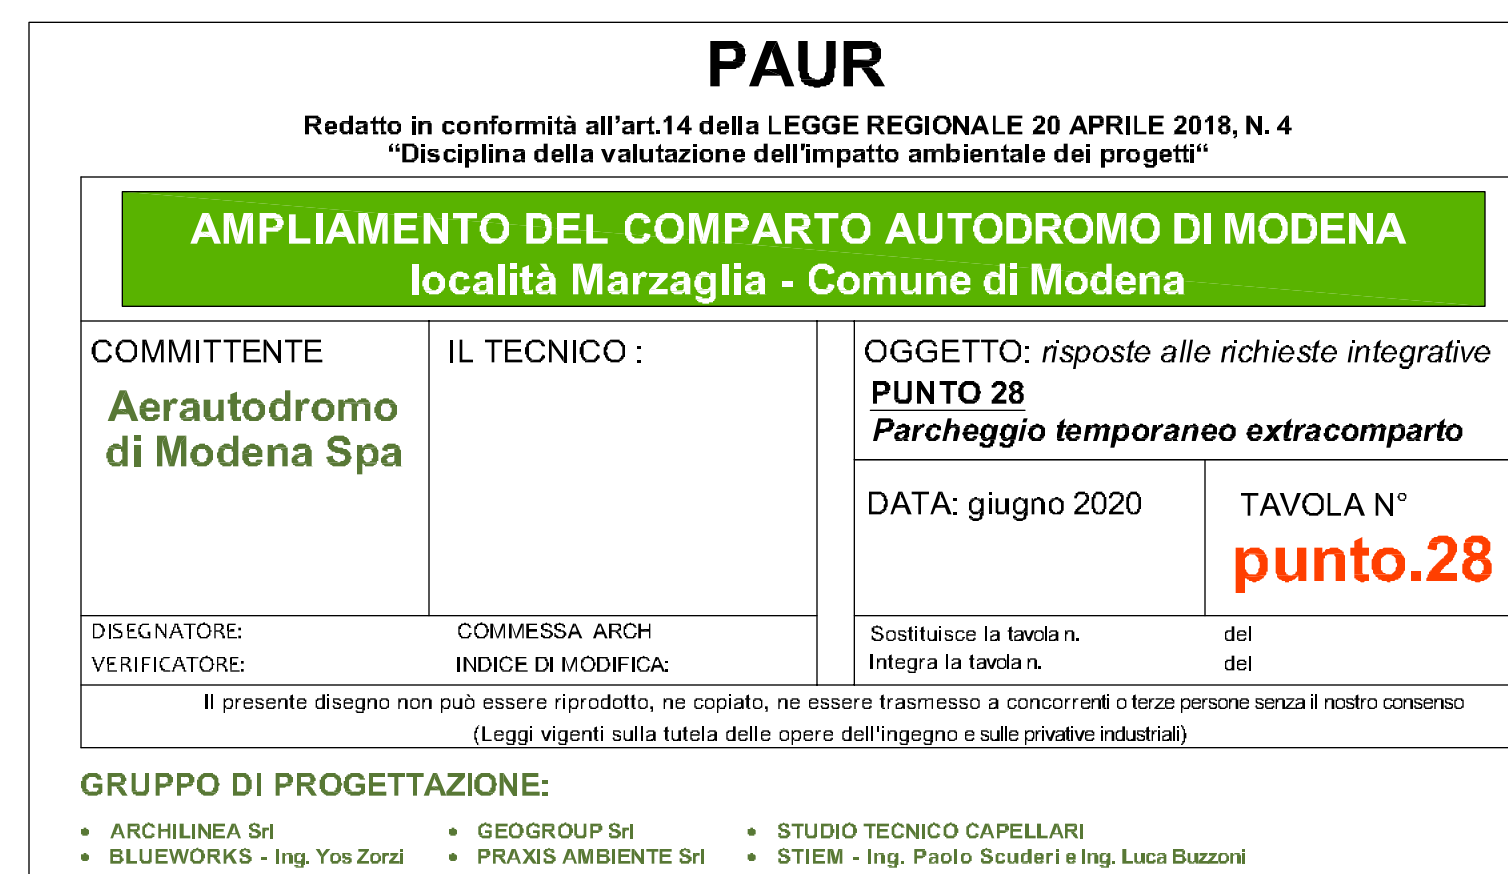 PAUR
Redatto in conformità all'art.14 della LEGGE REGIONALE 20 APRILE 2018, N. 4
“Disciplina della valutazione dell'impatto ambientale dei progetti“
AMPLIAMENTO DEL COMPARTO AUTODROMO DI MODENA
località Marzaglia - Comune di Modena
COMMITTENTE
Aerautodromo
di Modena Spa
IL TECNICO :
OGGETTO: risposte alle richieste integrative
PUNTO 28
Parcheggio temporaneo extracomparto
DATA: giugno 2020
TAVOLA N°
punto.28
DISEGNATORE:
COMMESSA ARCH
VERIFICATORE:
INDICE DI MODIFICA:
Sostituisce la tavola n. del
Integra la tavola n. del
Il presente disegno non può essere riprodotto, ne copiato, ne essere trasmesso a concorrenti o terze persone senza il nostro consenso
(Leggi vigenti sulla tutela delle opere dell'ingegno e sulle privative industriali)
GRUPPO DI PROGETTAZIONE:
• ARCHILINEA Srl • GEOGROUP Srl • STUDIO TECNICO CAPELLARI
• BLUEWORKS - Ing. Yos Zorzi • PRAXIS AMBIENTE Srl • STIEM - Ing. Paolo Scuderi e Ing. Luca Buzzoni